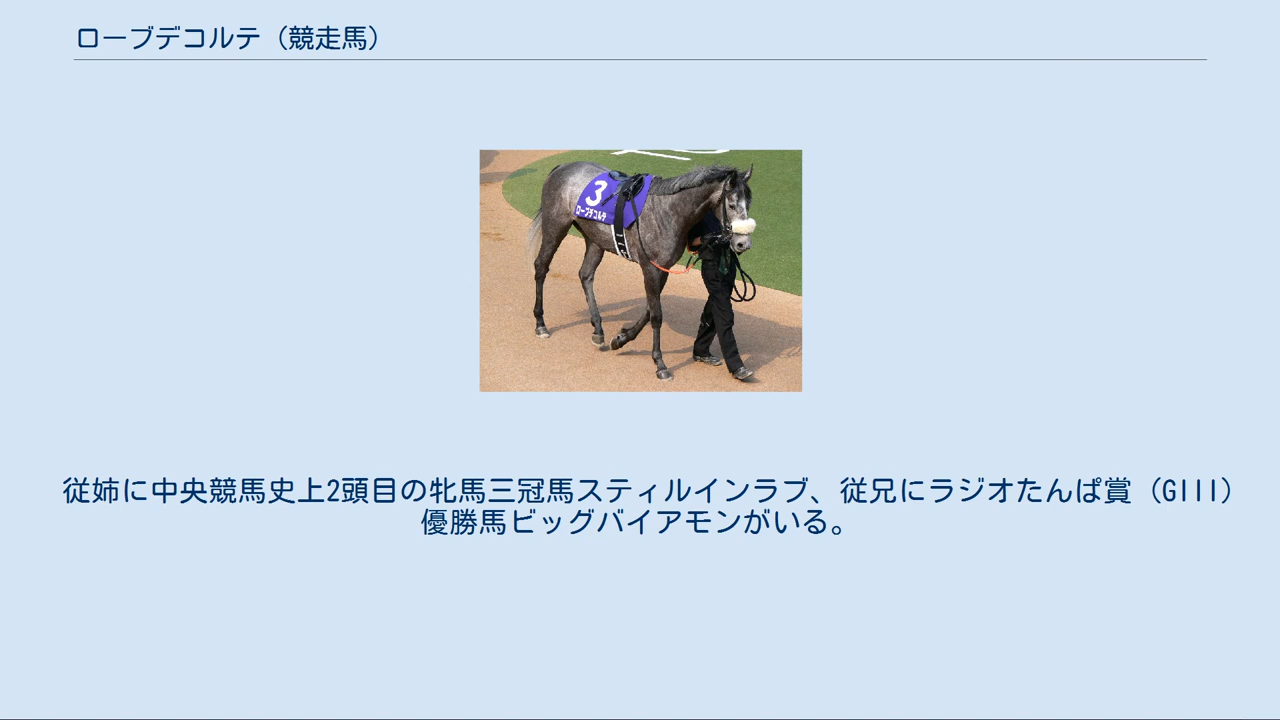 ローブデコルテ（競走馬）
3
ローブデコルテ
従姉に中央競馬史上2頭目の牝馬三冠馬スティルインラブ、従兄にラジオたんぱ賞（GIII）
優勝馬ビッグバイアモンがいる。